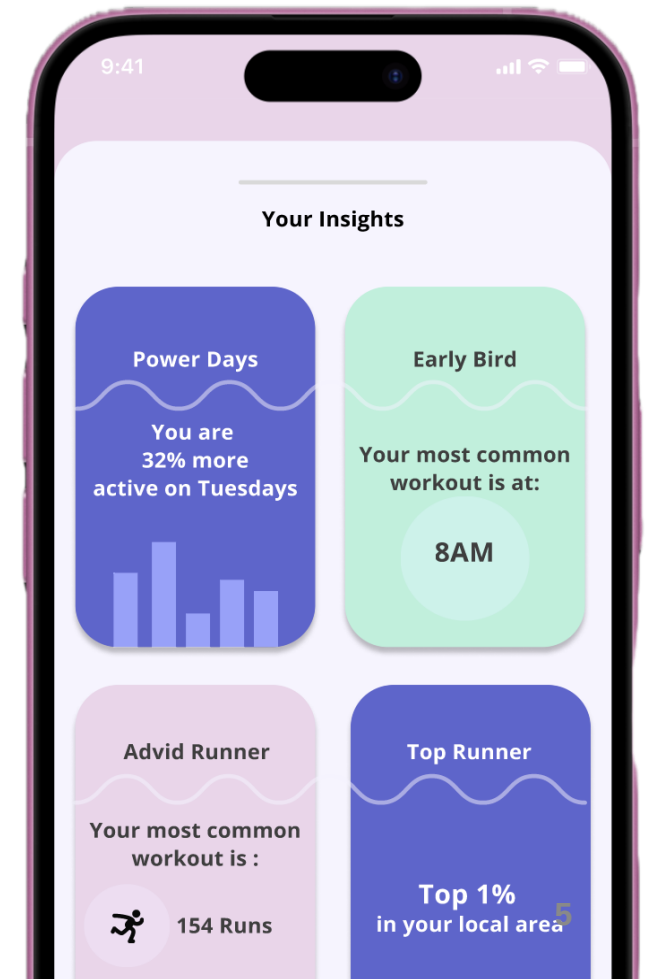 9:41
Your Insights
Power Days
You are
32% more
active on Tuesdays
Early Bird
Your most common
workout is at:
8AM
Advid Runner
Your most common
workout is :
154 Runs
Top Runner
Top 1%
in your local area
5